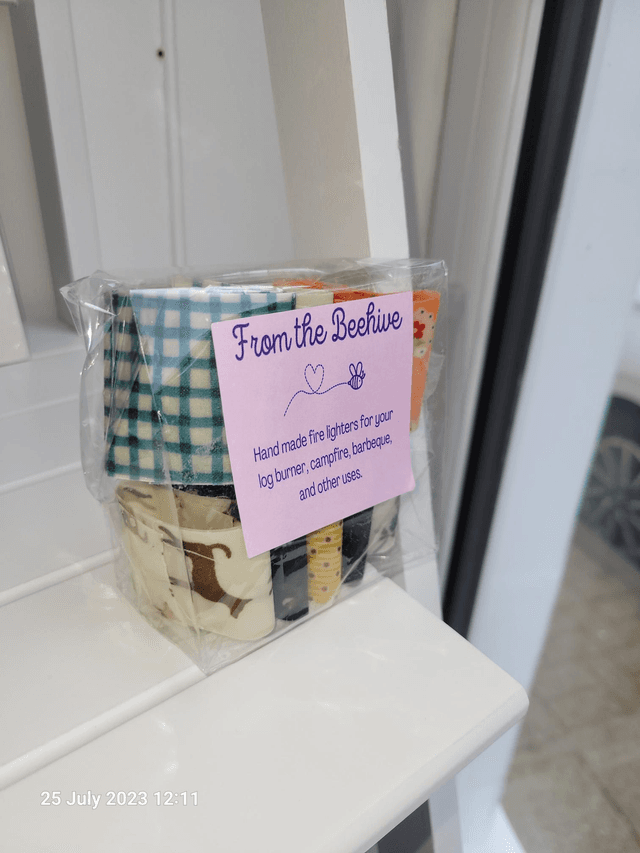 From the Beehive
Hand made fire lighters for your
log burner, campfire, barbeque,
and other uses.
25 July 2023 12:11